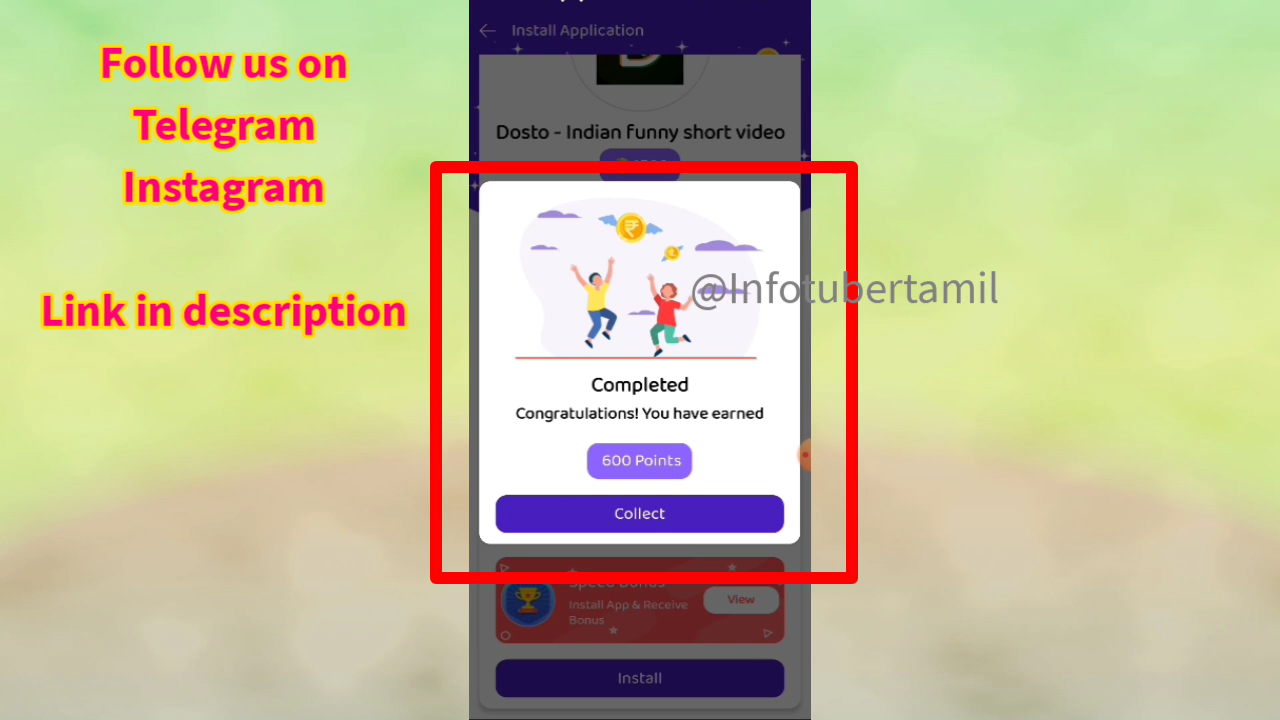 Follow us on
Telegram
Instagram
Link in description
Install Application
Dosto - Indian funny short video
@Infotubertamil
Completed
Congratulations! You have earned
600 Points
Collect
Speed Bonus
Install App & Receive
Bonus
View
Install